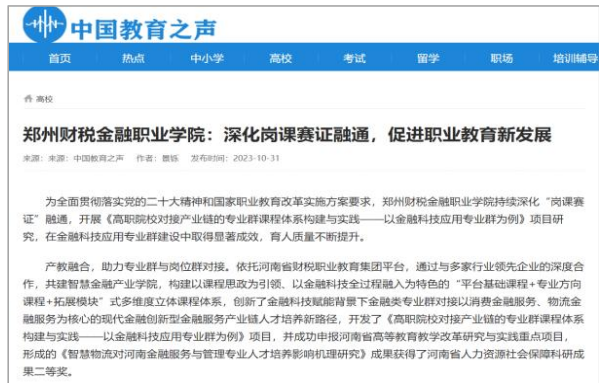 中国教育之声
首页 热点 中小学 高校 考试 留学 职场 培训辅导
高校
郑州财税金融职业学院：深化岗课赛证融通，促进职业教育新发展
来源：来源：中国教育之声 作者：曹铄 发布时间：2023-10-31
为全面贯彻落实党的二十大精神和国家职业教育改革实施方案要求，郑州财税金融职业学院持续深化“岗课赛
证”融通，开展《高职院校对接产业链的专业群课程体系构建与实践——以金融科技应用专业群为例》项目研
究，在金融科技应用专业群建设中取得显著成效，育人质量不断提升。
产教融合，助力专业群与岗位群对接。依托河南省财税职业教育集团平台，通过与多家行业领先企业的深度合
作，共建智慧金融产业学院，构建以课程思政为引领、以金融科技全过程融入为特色的“平台基础课程+专业方向
课程+拓展模块”式多维度立体课程体系，创新了金融科技赋能背景下金融类专业群对接以消费金融服务、物流金
融服务为核心的现代金融创新型金融服务产业链人才培养新路径，开发了《高职院校对接产业链的专业群课程体系
构建与实践——以金融科技应用专业群为例》项目，并成功申报河南省高等教育教学改革研究与实践重点项目，
形成的《智慧物流对河南金融服务与管理专业人才培养影响机理研究》成果获得了河南省人力资源社会保障科研成
果二等奖。